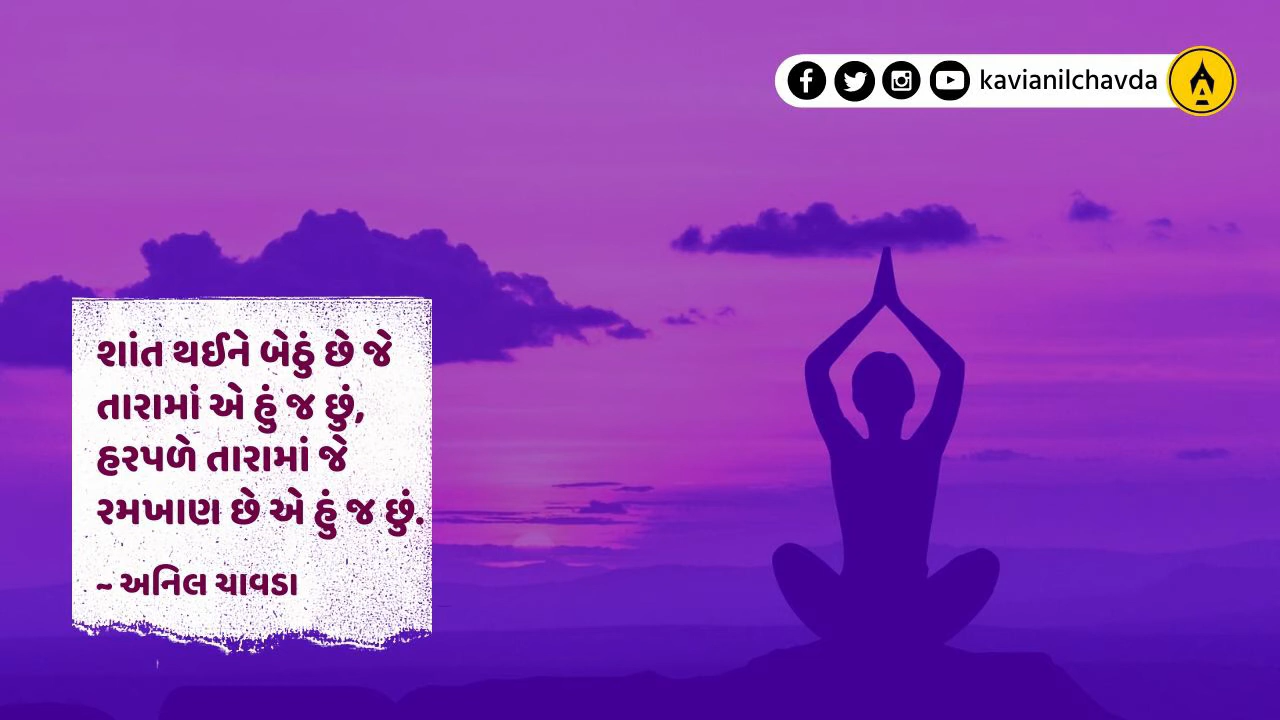 kavianilchavda
શાંત થઈને બેઠું છે જે
તારામાં એ હું જ છું,
હરપળે તારામાં જે
રમખાણ છે એ હું જ છું.
~ અનિલ ચાવડા